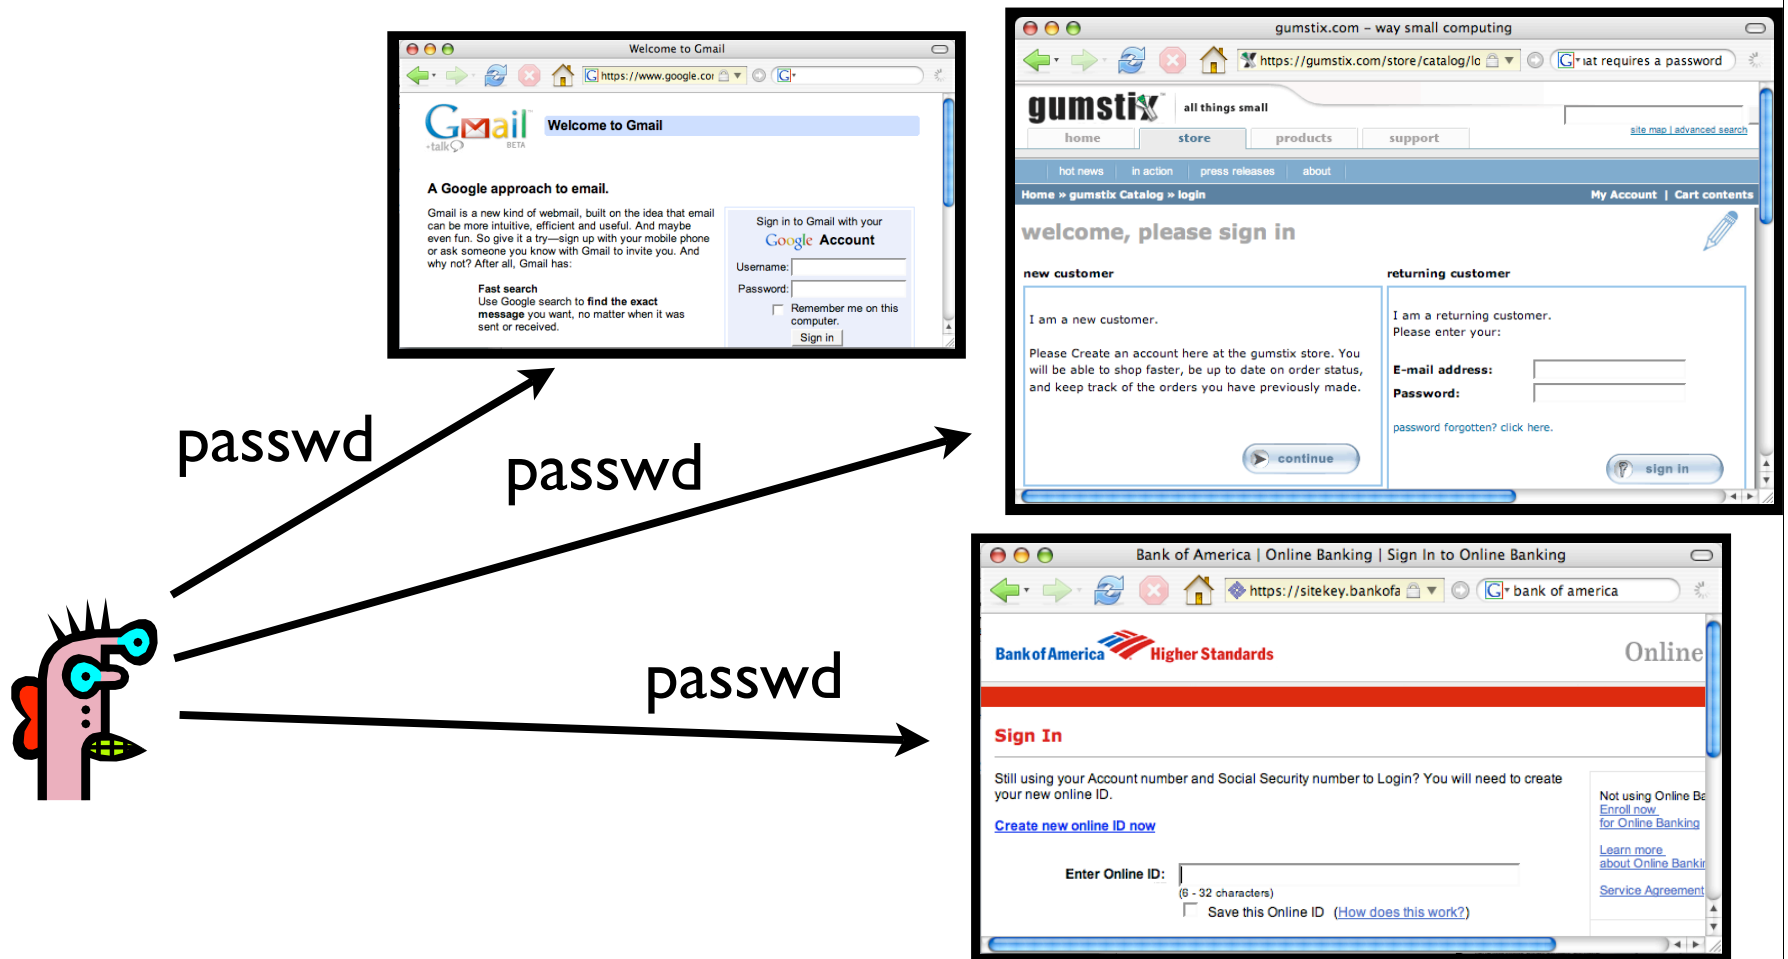 Welcome to Gmail
https://www.google.cor
Gmail
talk
BETA
Welcome to Gmail
A Google approach to email.
Gmail is a new kind of webmail, built on the idea that email
can be more intuitive, efficient and useful. And maybe
even fun. So give it a try—sign up with your mobile phone
or ask someone you know with Gmail to invite you. And
why not? After all, Gmail has:
Fast search
Use Google search to find the exact
message you want, no matter when it was
sent or received.
Sign in to Gmail with your
Google Account
Username:
Password:
Remember me on this
computer.
Sign in
gumstix.com – way small computing
https://gumstix.com/store/catalog/lo
at requires a password
gumstix
all things small
site map | advanced search
home store products support
hot news in action press releases about
Home » gumstix Catalog » login
My Account | Cart contents
welcome, please sign in
new customer
I am a new customer.
Please Create an account here at the gumstix store. You
will be able to shop faster, be up to date on order status,
and keep track of the orders you have previously made.
continue
returning customer
I am a returning customer.
Please enter your:
E-mail address:
Password:
password forgotten? click here.
sign in
passwd
passwd
passwd
Bank of America | Online Banking | Sign In to Online Banking
https://sitekey.bankofa
bank of america
Bank of America Higher Standards
Online
Sign In
Still using your Account number and Social Security number to Login? You will need to create
your new online ID.
Create new online ID now
Enter Online ID:
(6 - 32 characters)
Save this Online ID (How does this work?)
Not using Online Ba
Enroll now
for Online Banking
Learn more
about Online Bankin
Service Agreement